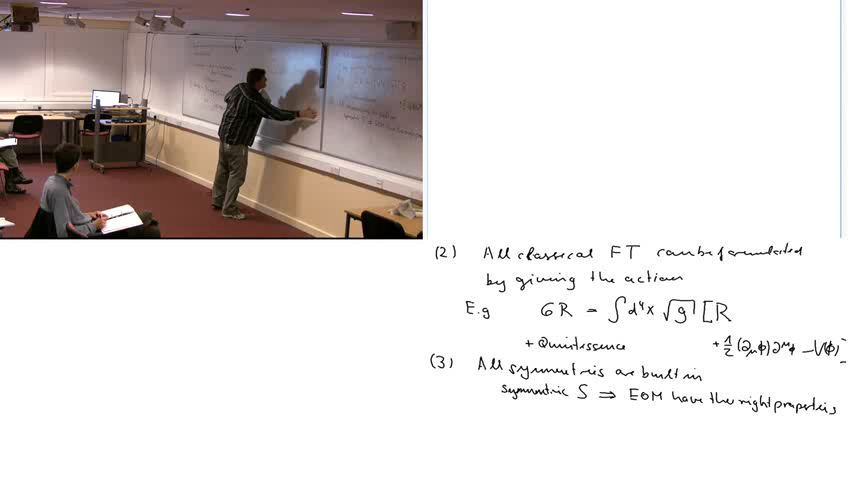 (2) All classical FT can be formulated
by giving the action
E.g GR = ∫d⁴x √g [R
+ Quintessence + 1/2 (∂μϕ)∂^μϕ - V(ϕ)]
(3) All symmetries are built in
symmetric S ⇒ EOM have the right properties